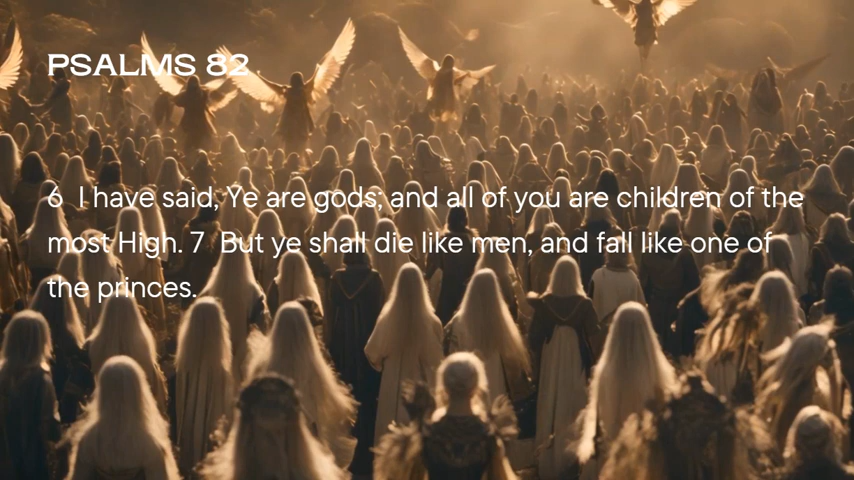 PSALMS 82
6 I have said, Ye are gods; and all of you are children of the
most High. 7 But ye shall die like men, and fall like one of
the princes.